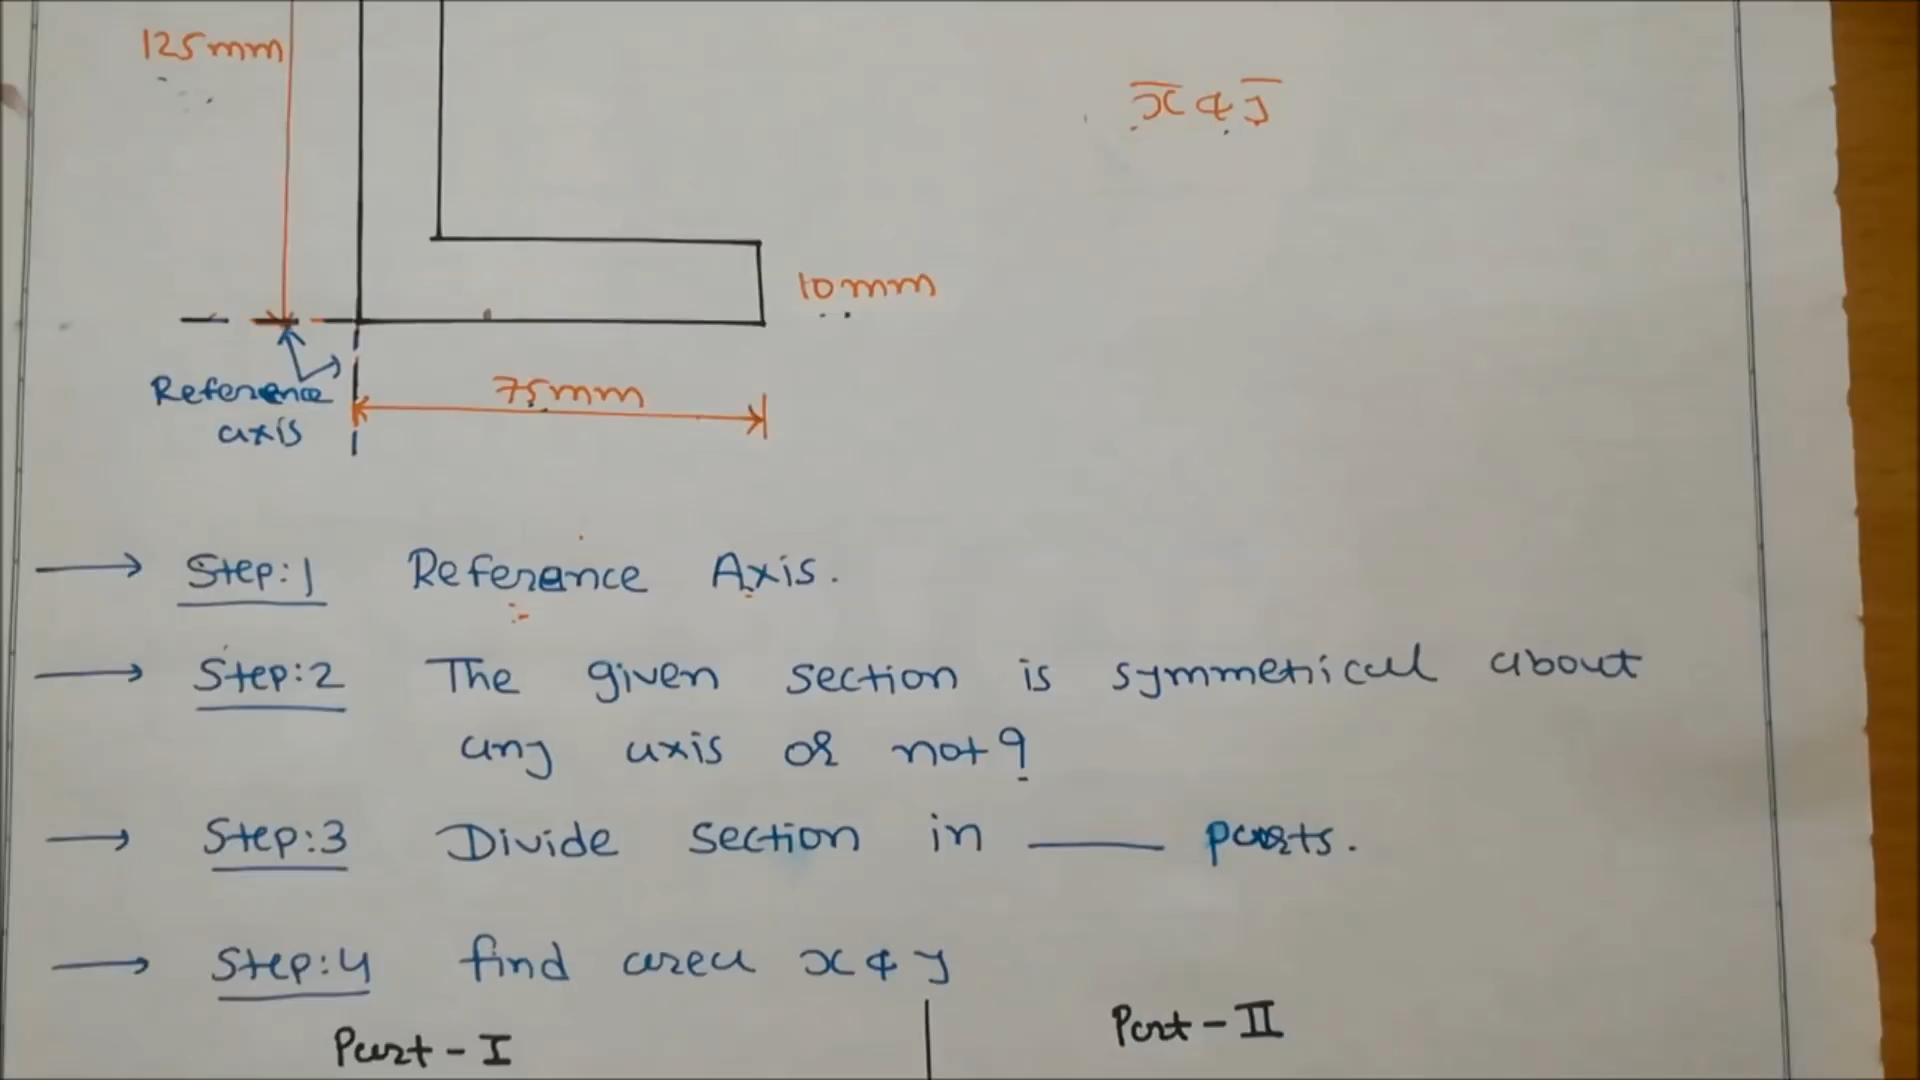 125mm
x̄ & ȳ
10mm
75mm
Reference
axis
Step:1 Reference Axis.
Step:2 The given section is symmetrical about
any axis or not?
Step:3 Divide section in ____ parts.
Step:4 find area x & y
Part-I
Part-II